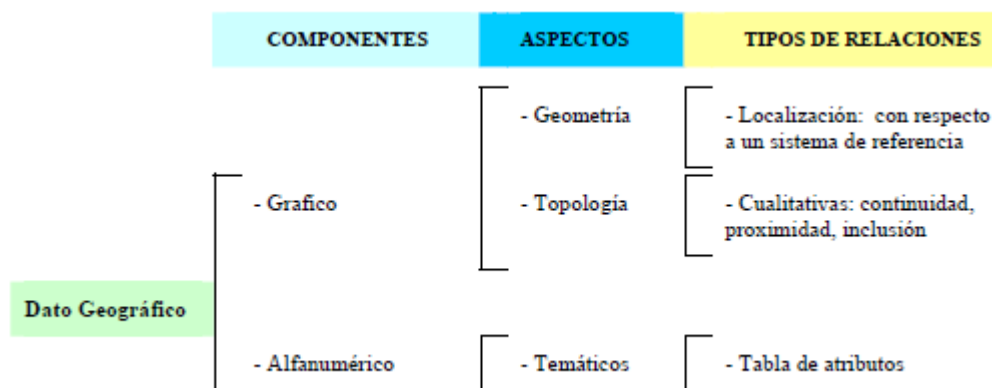 COMPONENTES
ASPECTOS
TIPOS DE RELACIONES
- Geometría
- Localización: con respecto
a un sistema de referencia
- Grafico
- Topología
- Cualitativas: continuidad,
proximidad, inclusión
Dato Geográfico
- Alfanumérico
- Temáticos
- Tabla de atributos